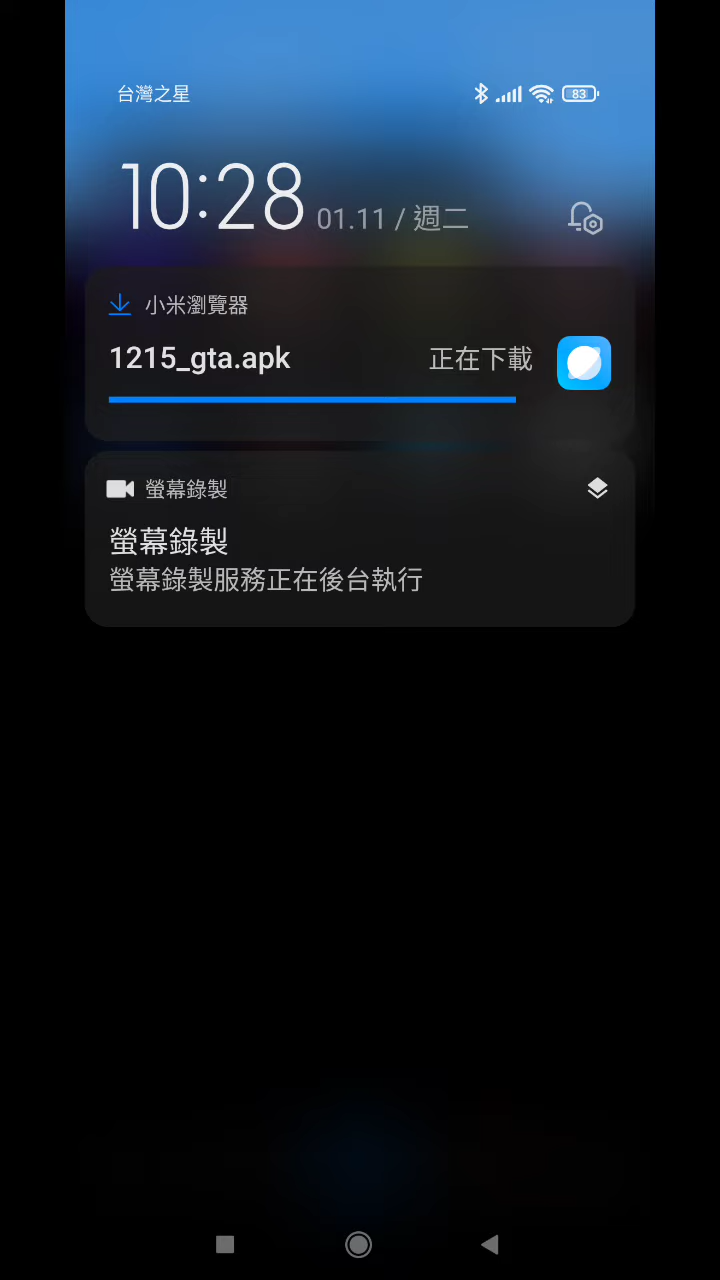 台灣之星
83
10:28 01.11 / 週二
小米瀏覽器
1215_gta.apk 正在下載
螢幕錄製
螢幕錄製
螢幕錄製服務正在後台執行